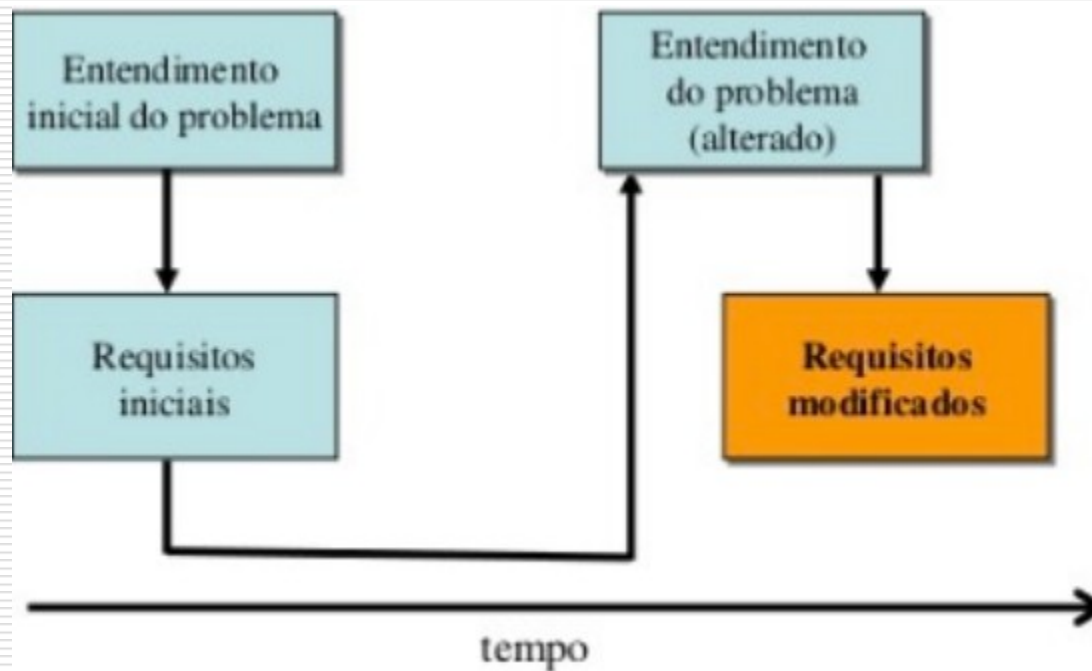 Entendimento
inicial do problema
Entendimento
do problema
(alterado)
Requisitos
iniciais
Requisitos
modificados
tempo